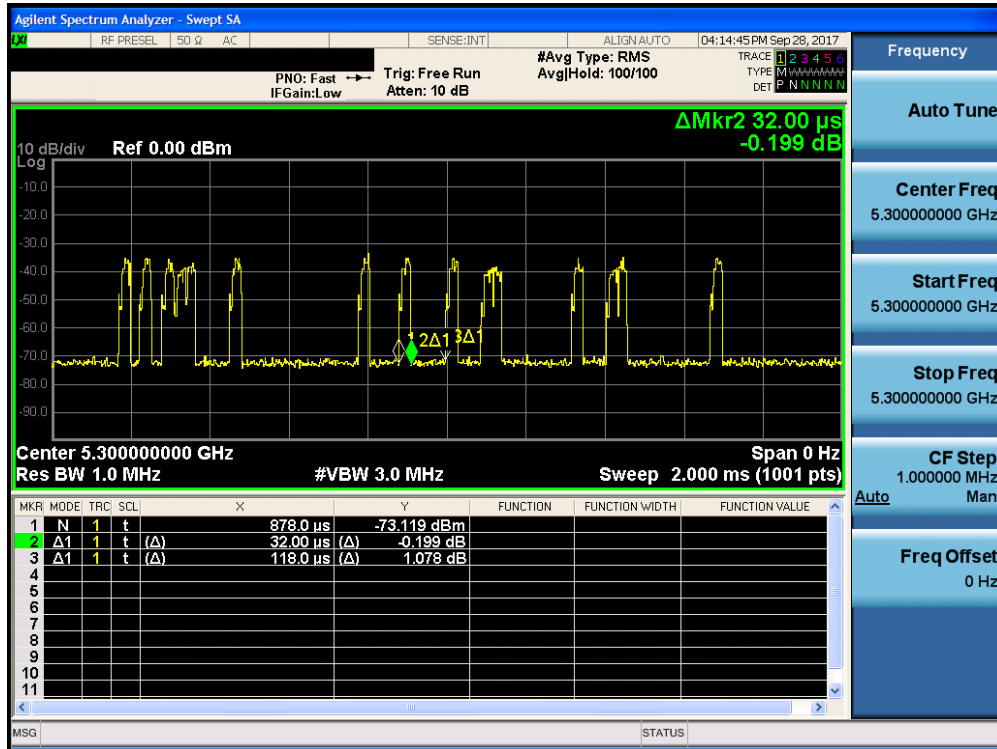 Agilent Spectrum Analyzer - Swept SA
LXI RF PRESEL 50 Ω AC SENSE:INT ALIGN AUTO 04:14:45 PM Sep 28, 2017
#Avg Type: RMS
Avg|Hold: 100/100
TRACE 1 2 3 4 5 6
TYPE M
DET P N N N N N
PNO: Fast
IFGain:Low
Trig: Free Run
Atten: 10 dB
ΔMkr2 32.00 µs
-0.199 dB
10 dB/div Ref 0.00 dBm
Log
-10.0
-20.0
-30.0
-40.0
-50.0
-60.0
-70.0
-80.0
-90.0
1 2Δ1 3Δ1
Center 5.300000000 GHz Span 0 Hz
Res BW 1.0 MHz #VBW 3.0 MHz Sweep 2.000 ms (1001 pts)
MKR MODE TRC SCL X Y FUNCTION FUNCTION WIDTH FUNCTION VALUE
1 N 1 t 878.0 µs -73.119 dBm
2 Δ1 1 t (Δ) 32.00 µs (Δ) -0.199 dB
3 Δ1 1 t (Δ) 118.0 µs (Δ) 1.078 dB
4
5
6
7
8
9
10
11
MSG STATUS
Frequency
Auto Tune
Center Freq
5.300000000 GHz
Start Freq
5.300000000 GHz
Stop Freq
5.300000000 GHz
CF Step
1.000000 MHz
Auto Man
Freq Offset
0 Hz